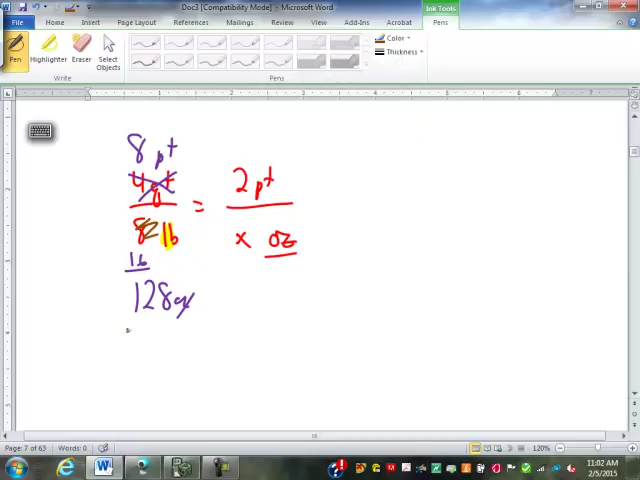 Doc3 [Compatibility Mode] - Microsoft Word
Ink Tools
File Home Insert Page Layout References Mailings Review View Add-Ins Acrobat Pens
Pen Highlighter Eraser Select Objects
Color
Thickness
Write
Pens
8 pt
4 qt
8 lb
= 2 pt
x oz
16
128 oz
Page: 7 of 63 Words: 0
120%
11:02 AM
2/5/2015